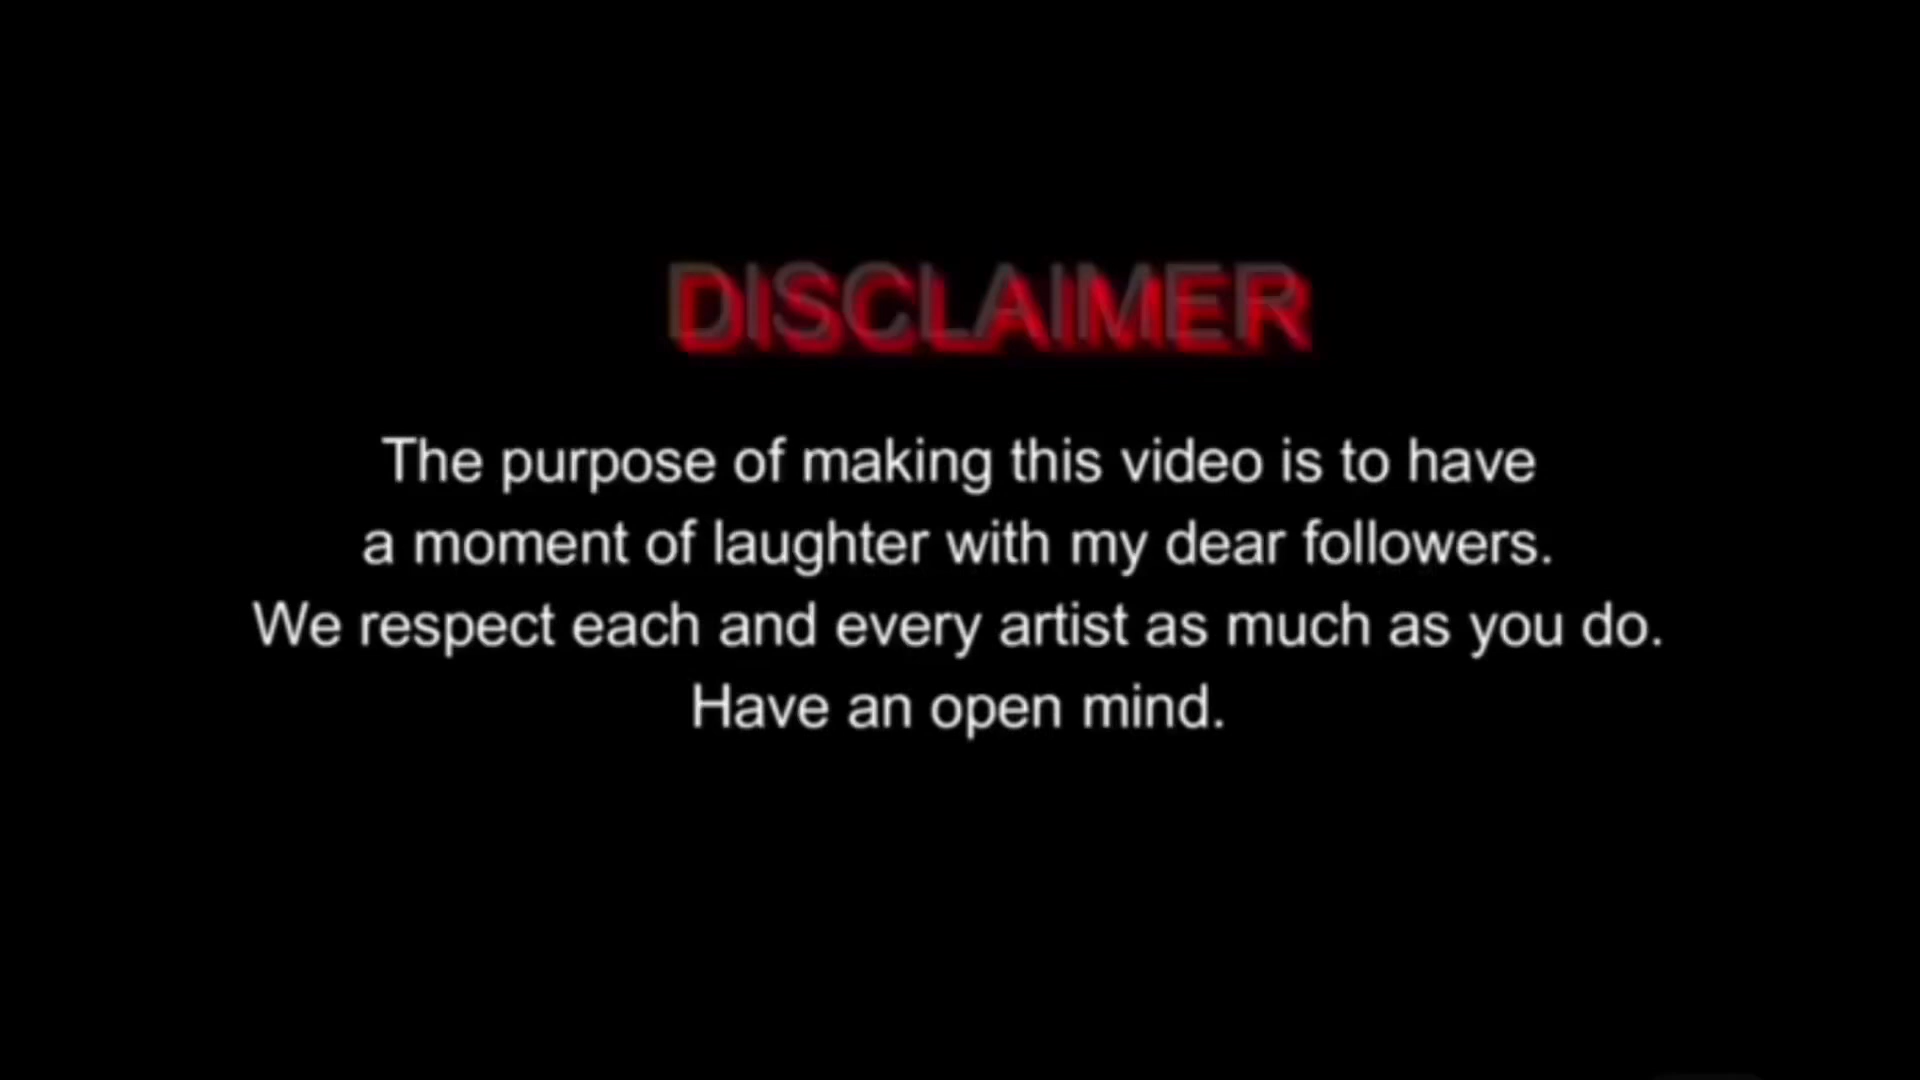 DISCLAIMER
The purpose of making this video is to have
a moment of laughter with my dear followers.
We respect each and every artist as much as you do.
Have an open mind.